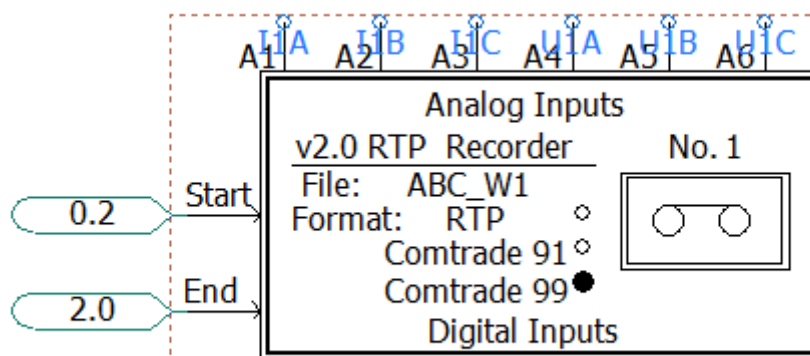 I1A I1B I1C U1A U1B U1C
A1 A2 A3 A4 A5 A6
Analog Inputs
v2.0 RTP Recorder No. 1
Start File: ABC_W1
0.2 Format: RTP
Comtrade 91
End Comtrade 99
2.0 Digital Inputs